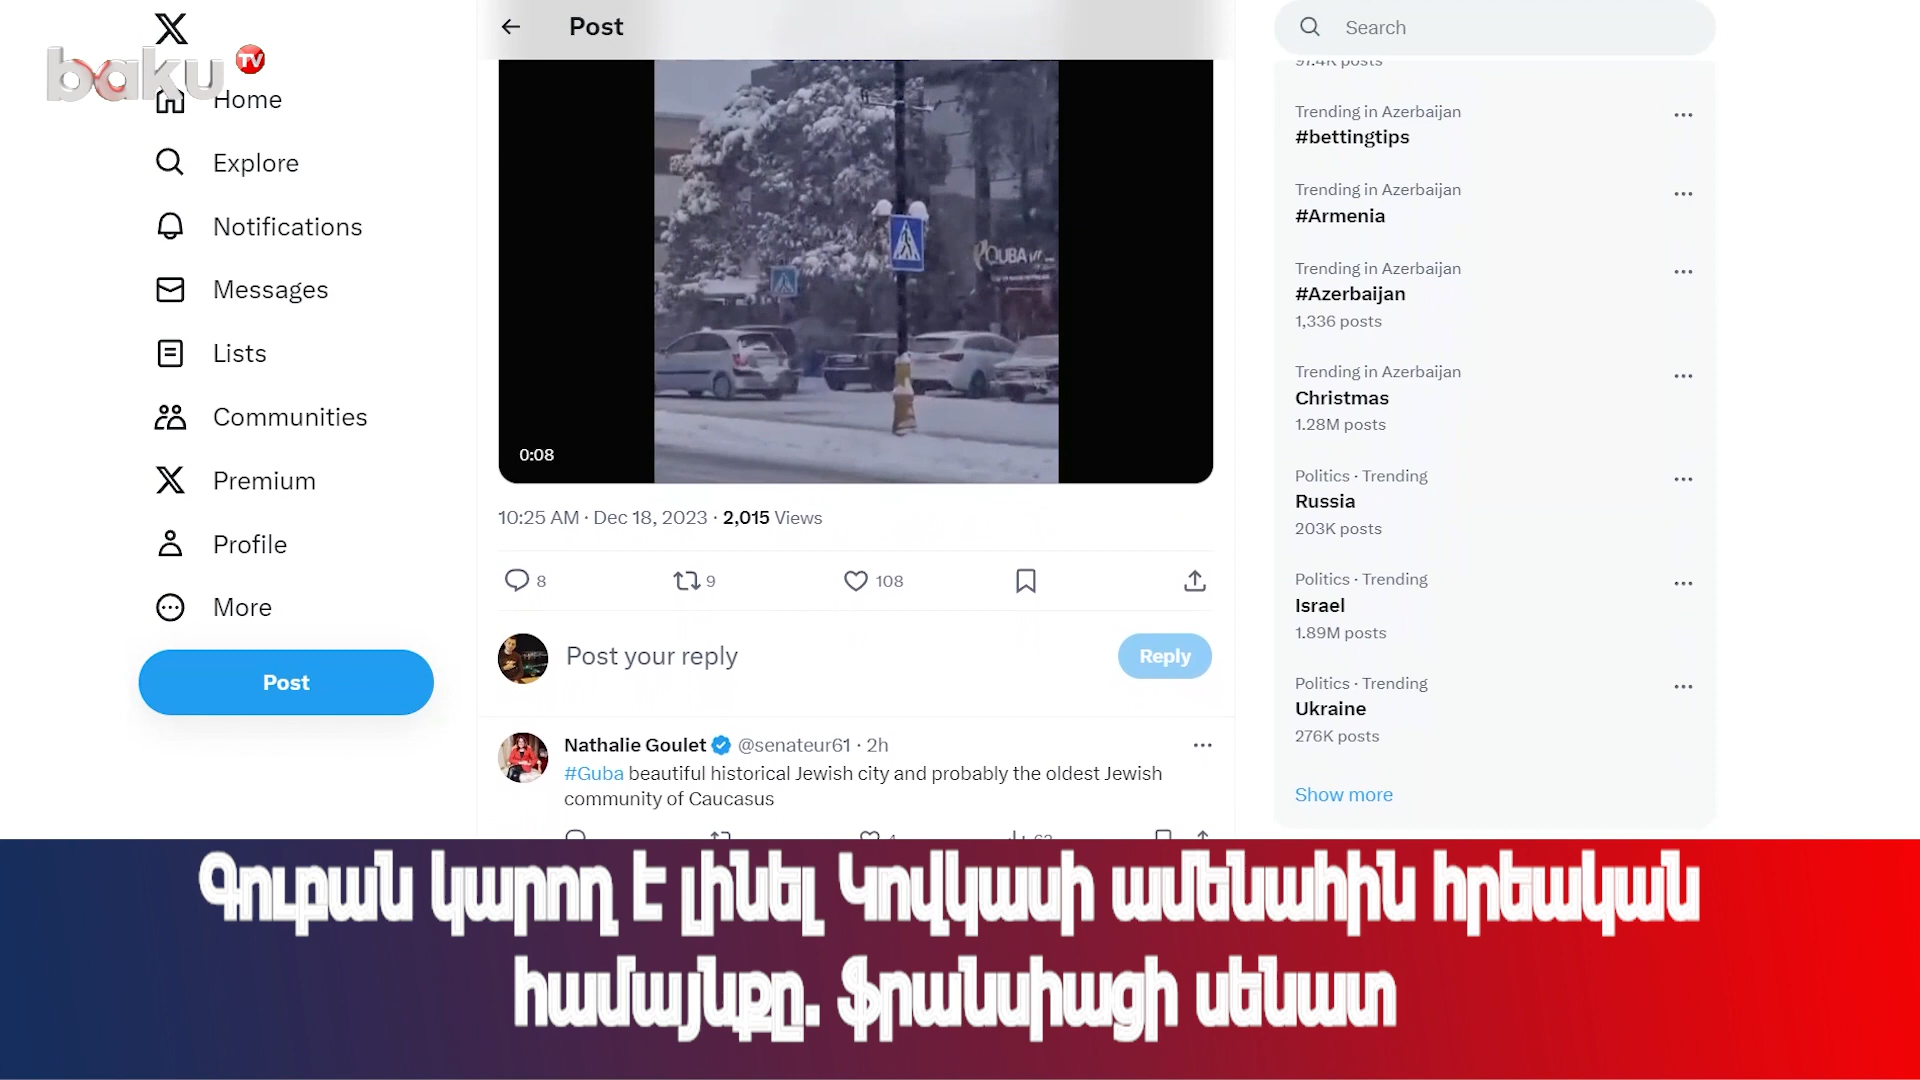 baku TV
Home
Explore
Notifications
Messages
Lists
Communities
Premium
Profile
More
Post
Post
QUBA
0:08
10:25 AM · Dec 18, 2023 · 2,015 Views
8 9 108
Post your reply
Reply
Nathalie Goulet @senateur61 · 2h
#Guba beautiful historical Jewish city and probably the oldest Jewish
community of Caucasus
Search
97.4K posts
Trending in Azerbaijan
#bettingtips
Trending in Azerbaijan
#Armenia
Trending in Azerbaijan
#Azerbaijan
1,336 posts
Trending in Azerbaijan
Christmas
1.28M posts
Politics · Trending
Russia
203K posts
Politics · Trending
Israel
1.89M posts
Politics · Trending
Ukraine
276K posts
Show more
Գուբան կարող է լինել Կովկասի ամենահին հրեական
համայնքը. ֆրանսիացի սենատ